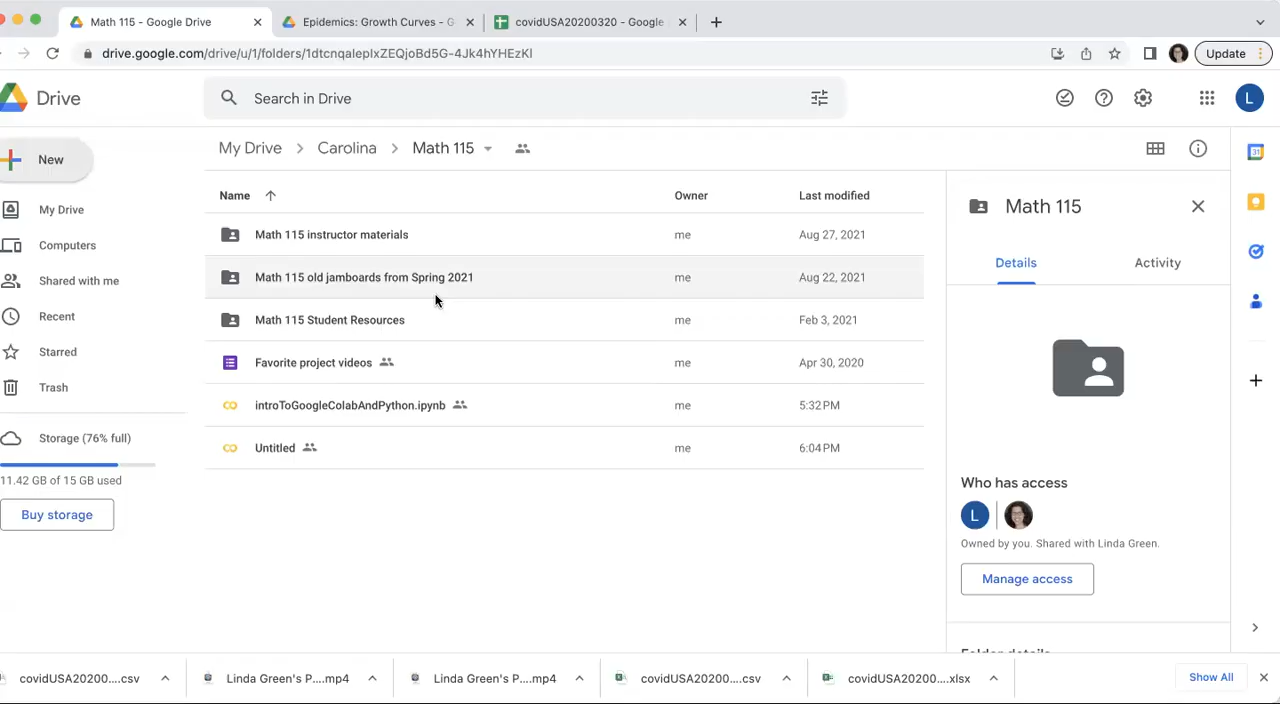 Math 115 - Google Drive
Epidemics: Growth Curves - G
covidUSA20200320 - Google
drive.google.com/drive/u/1/folders/1dtcnqaIepIxZEQjoBd5G-4Jk4hYHEzKI
Update
Drive
Search in Drive
L
New
My Drive
Carolina
Math 115
My Drive
Computers
Shared with me
Recent
Starred
Trash
Storage (76% full)
11.42 GB of 15 GB used
Buy storage
Name
Owner
Last modified
Math 115 instructor materials
me
Aug 27, 2021
Math 115 old jamboards from Spring 2021
me
Aug 22, 2021
Math 115 Student Resources
me
Feb 3, 2021
Favorite project videos
me
Apr 30, 2020
introToGoogleColabAndPython.ipynb
me
5:32 PM
Untitled
me
6:04 PM
Math 115
Details
Activity
Who has access
L
Owned by you. Shared with Linda Green.
Manage access
31
covidUSA20200....csv
Linda Green's P....mp4
Linda Green's P....mp4
covidUSA20200....csv
covidUSA20200....xlsx
Show All